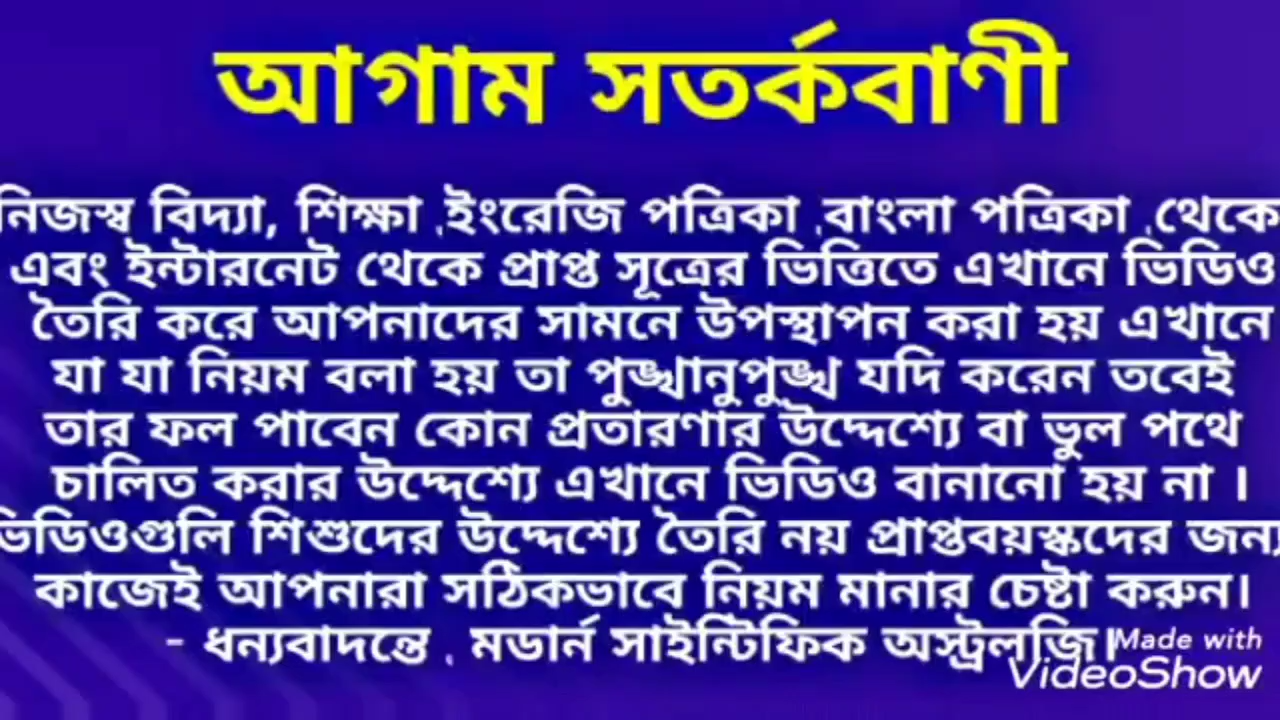 আগাম সতর্কবাণী
নিজস্ব বিদ্যা, শিক্ষা ,ইংরেজি পত্রিকা ,বাংলা পত্রিকা ,থেকে
এবং ইন্টারনেট থেকে প্রাপ্ত সূত্রের ভিত্তিতে এখানে ভিডিও
তৈরি করে আপনাদের সামনে উপস্থাপন করা হয় এখানে
যা যা নিয়ম বলা হয় তা পুঙ্খানুপুঙ্খ যদি করেন তবেই
তার ফল পাবেন কোন প্রতারণার উদ্দেশ্যে বা ভুল পথে
চালিত করার উদ্দেশ্যে এখানে ভিডিও বানানো হয় না ।
ভিডিওগুলি শিশুদের উদ্দেশ্যে তৈরি নয় প্রাপ্তবয়স্কদের জন্য
কাজেই আপনারা সঠিকভাবে নিয়ম মানার চেষ্টা করুন।
- ধন্যবাদন্তে , মডার্ন সাইন্টিফিক অস্ট্রলজি।
Made with
VideoShow